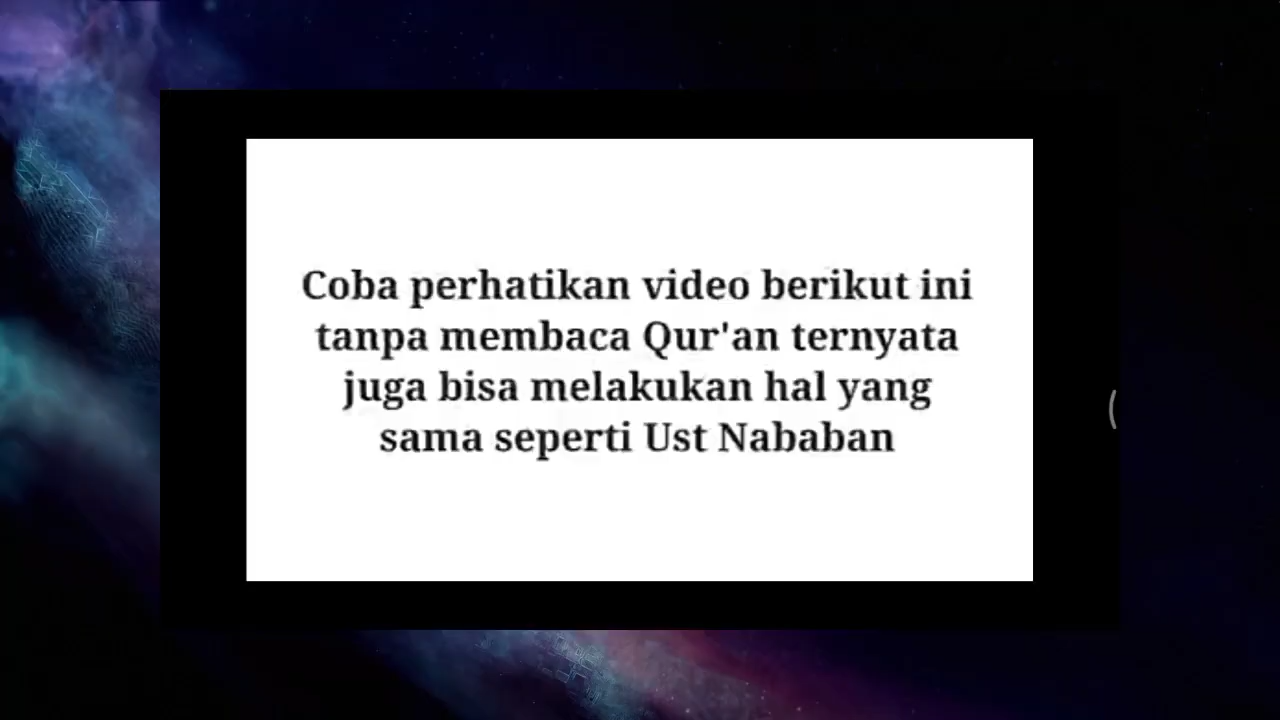 Coba perhatikan video berikut ini
tanpa membaca Qur'an ternyata
juga bisa melakukan hal yang
sama seperti Ust Nababan